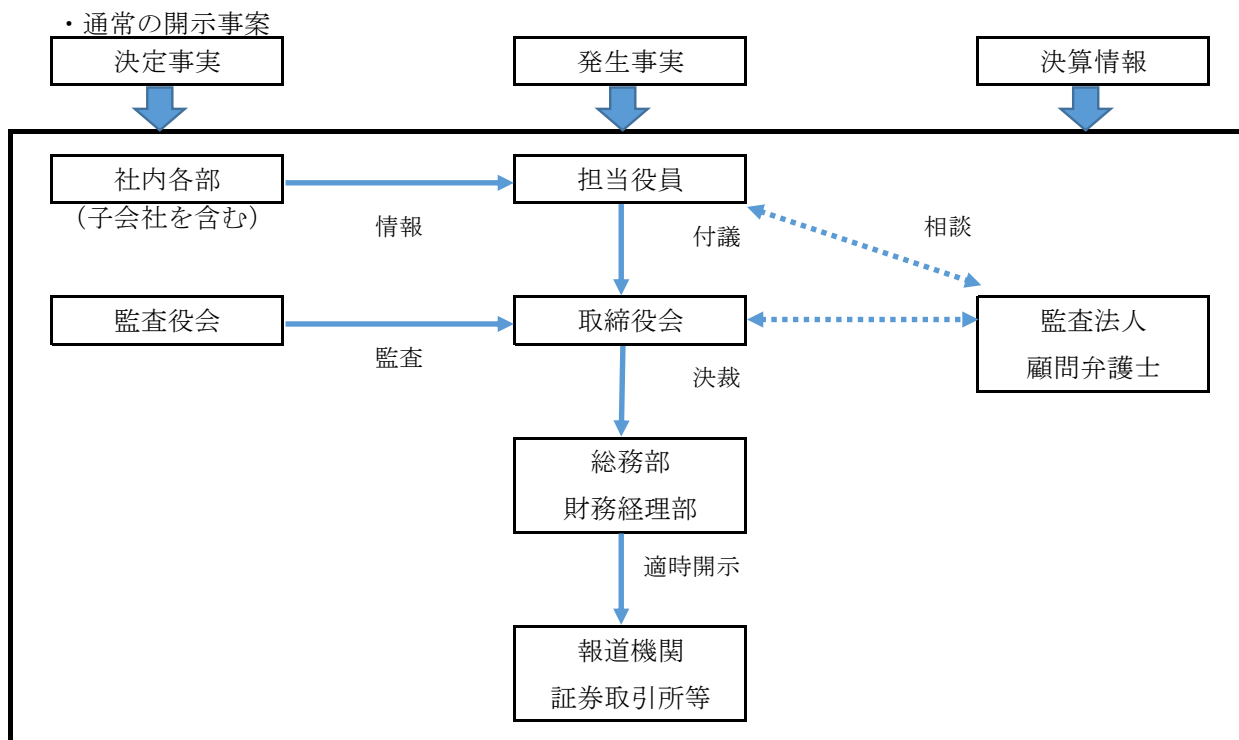 ・通常の開示事案
決定事実
発生事実
決算情報
社内各部
(子会社を含む)
情報
担当役員
付議
相談
監査役会
監査
取締役会
決裁
監査法人
顧問弁護士
総務部
財務経理部
適時開示
報道機関
証券取引所等